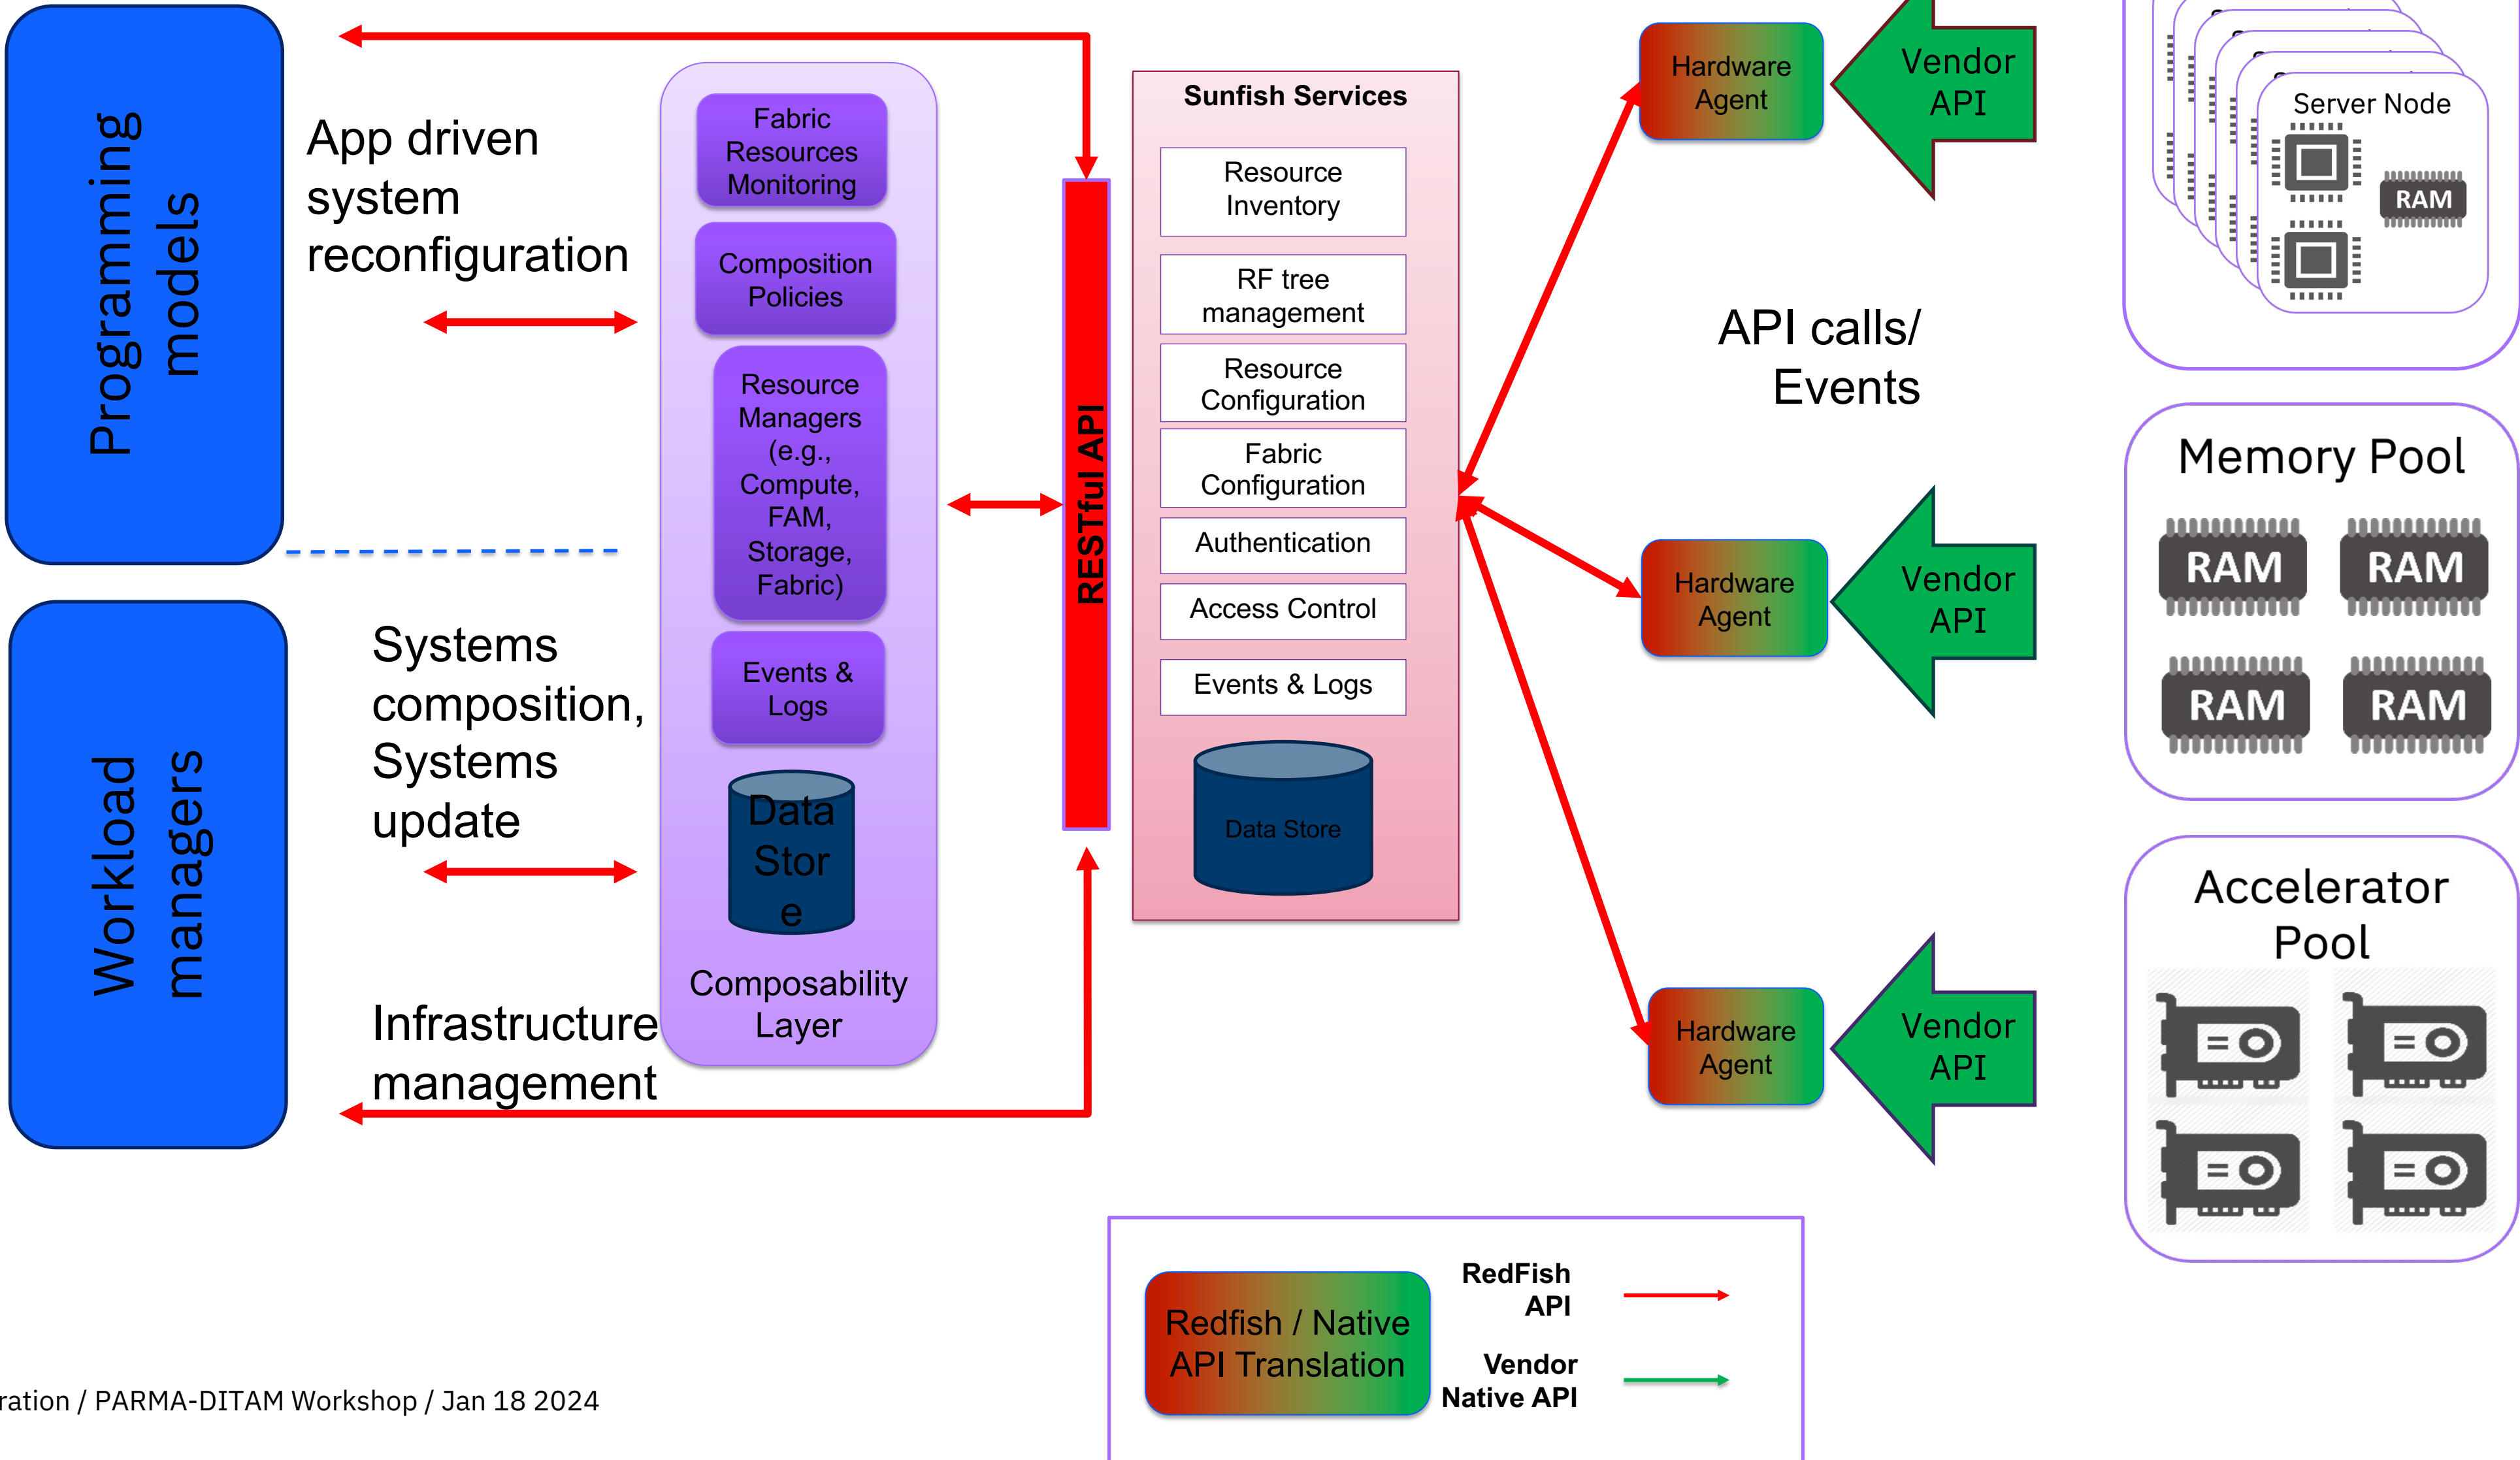 Programming
models
App driven
system
reconfiguration
Workload
managers
Systems
composition,
Systems
update
Infrastructure
management
Fabric
Resources
Monitoring
Composition
Policies
Resource
Managers
(e.g.,
Compute,
FAM,
Storage,
Fabric)
Events &
Logs
Data
Stor
e
Composability
Layer
RESTful API
Sunfish Services
Resource
Inventory
RF tree
management
Resource
Configuration
Fabric
Configuration
Authentication
Access Control
Events & Logs
Data Store
Hardware
Agent
Vendor
API
API calls/
Events
Hardware
Agent
Vendor
API
Hardware
Agent
Vendor
API
Server Node
RAM
Memory Pool
RAM
RAM
RAM
RAM
Accelerator
Pool
Redfish / Native
API Translation
RedFish
API
Vendor
Native API
ration / PARMA-DITAM Workshop / Jan 18 2024